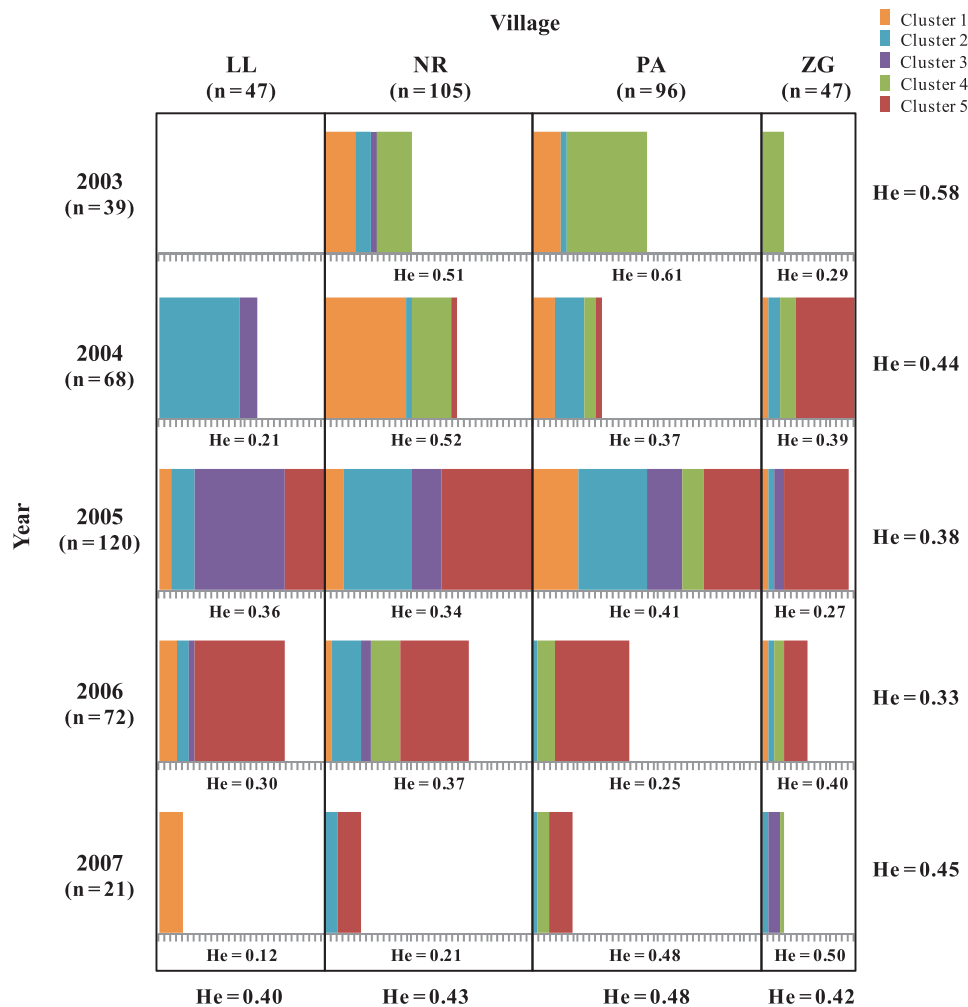 Village
Cluster 1
Cluster 2
Cluster 3
Cluster 4
Cluster 5
LL NR PA ZG
(n = 47) (n = 105) (n = 96) (n = 47)
2003
(n = 39)
He = 0.58
He = 0.51 He = 0.61 He = 0.29
2004
(n = 68)
He = 0.44
He = 0.21 He = 0.52 He = 0.37 He = 0.39
Year
2005
(n = 120)
He = 0.38
He = 0.36 He = 0.34 He = 0.41 He = 0.27
2006
(n = 72)
He = 0.33
He = 0.30 He = 0.37 He = 0.25 He = 0.40
2007
(n = 21)
He = 0.45
He = 0.12 He = 0.21 He = 0.48 He = 0.50
He = 0.40 He = 0.43 He = 0.48 He = 0.42